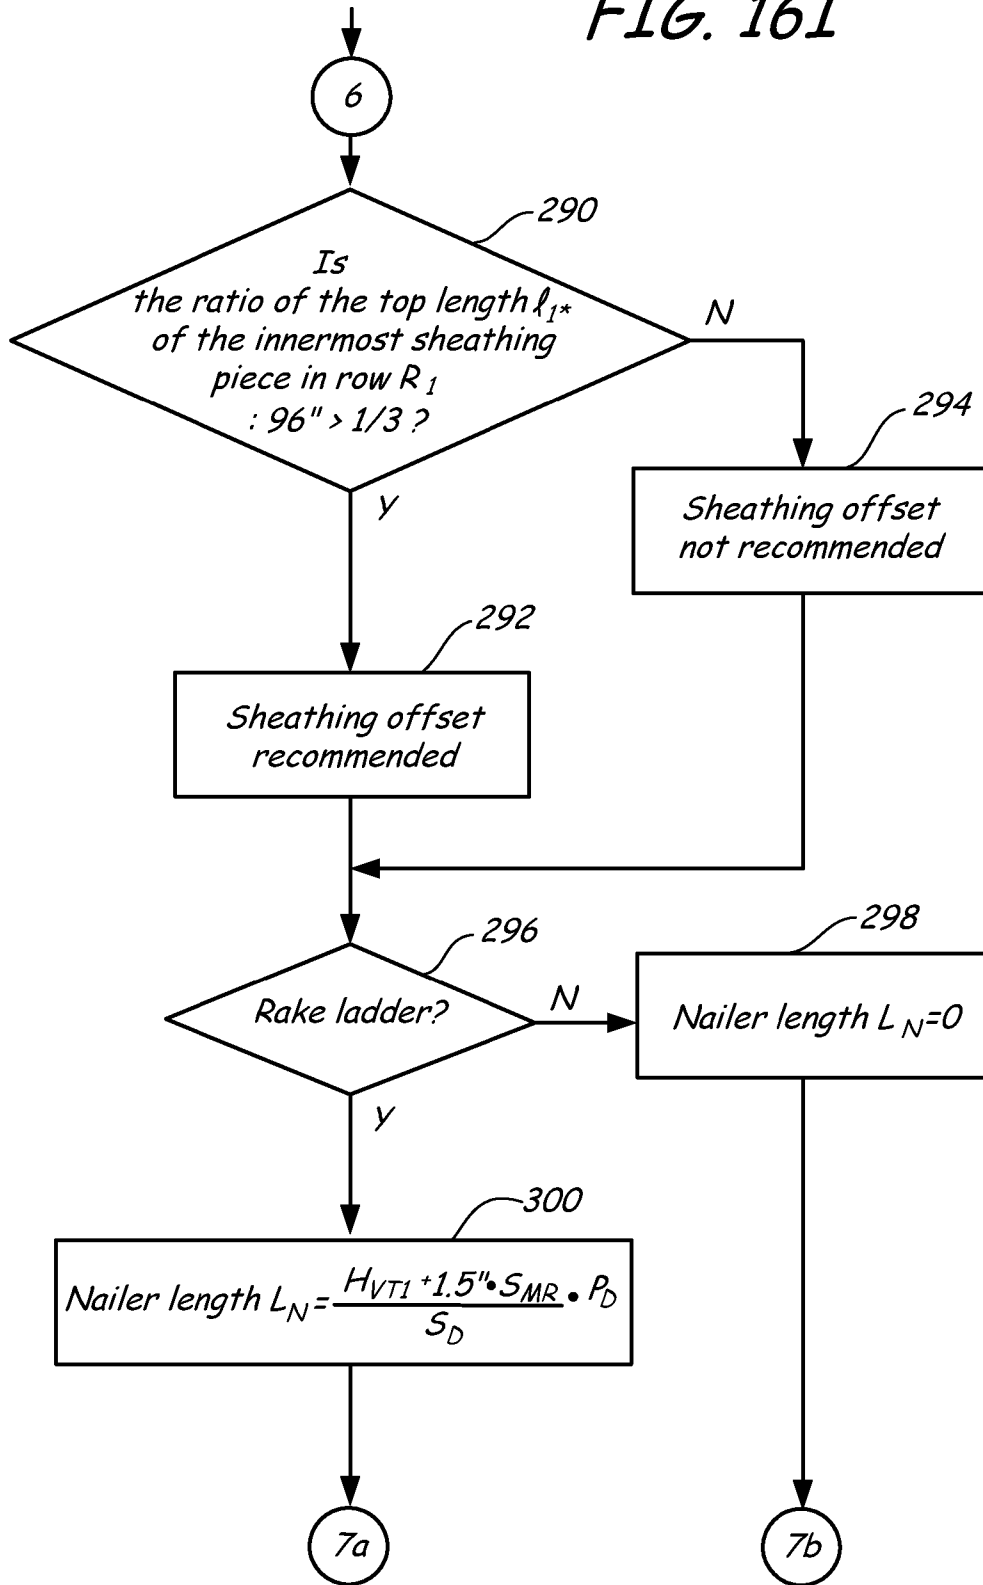 FIG. 161
6
290
Is
the ratio of the top length ℓ1*
of the innermost sheathing
piece in row R1
: 96" > 1/3 ?
N
Y
294
Sheathing offset
not recommended
292
Sheathing offset
recommended
296
Rake ladder?
N
Y
298
Nailer length LN=0
300
Nailer length LN = HVT1 + 1.5" • SMR / SD • PD
7a
7b